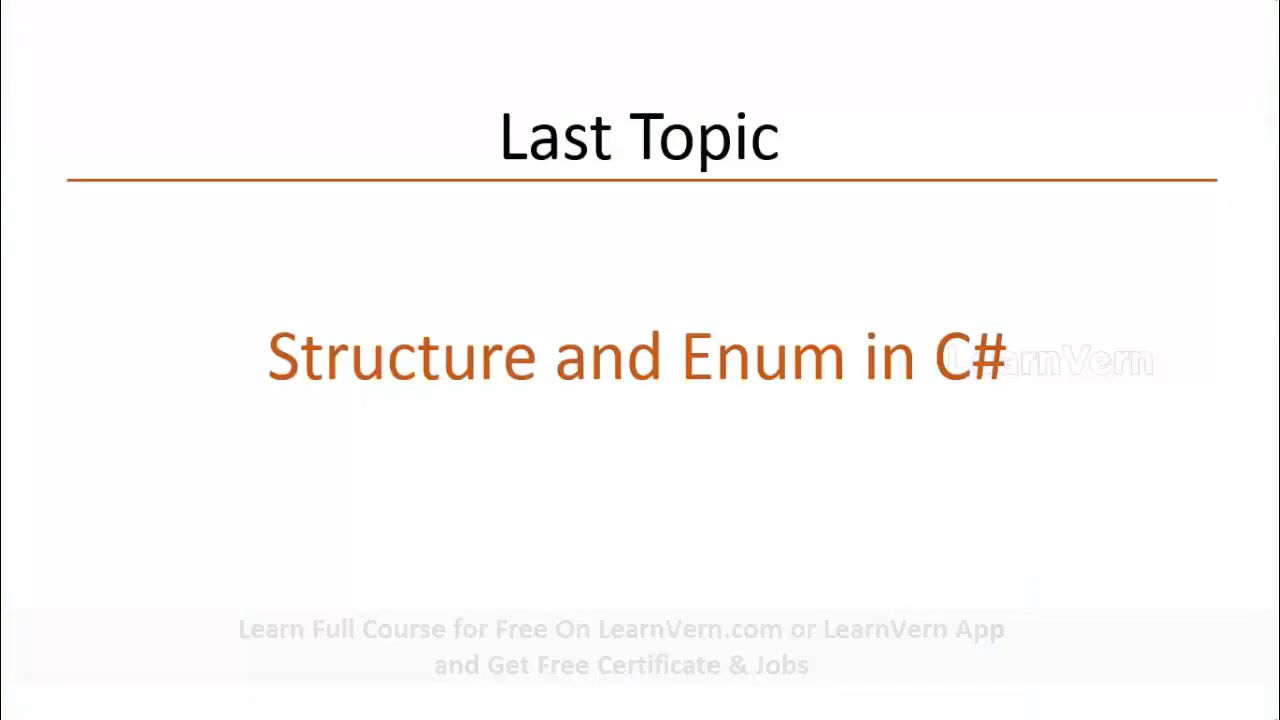 Last Topic
Structure and Enum in C#
LearnVern
Learn Full Course for Free On LearnVern.com or LearnVern App
and Get Free Certificate & Jobs